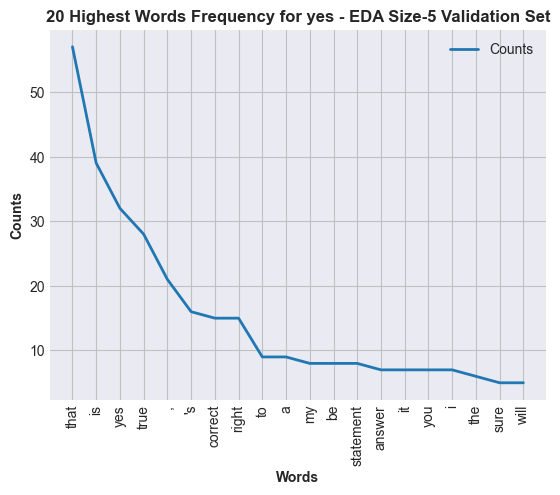 20 Highest Words Frequency for yes - EDA Size-5 Validation Set
Counts
Counts
50
40
30
20
10
that
is
yes
true
,
's
correct
right
to
a
my
be
statement
answer
it
you
i
the
sure
will
Words